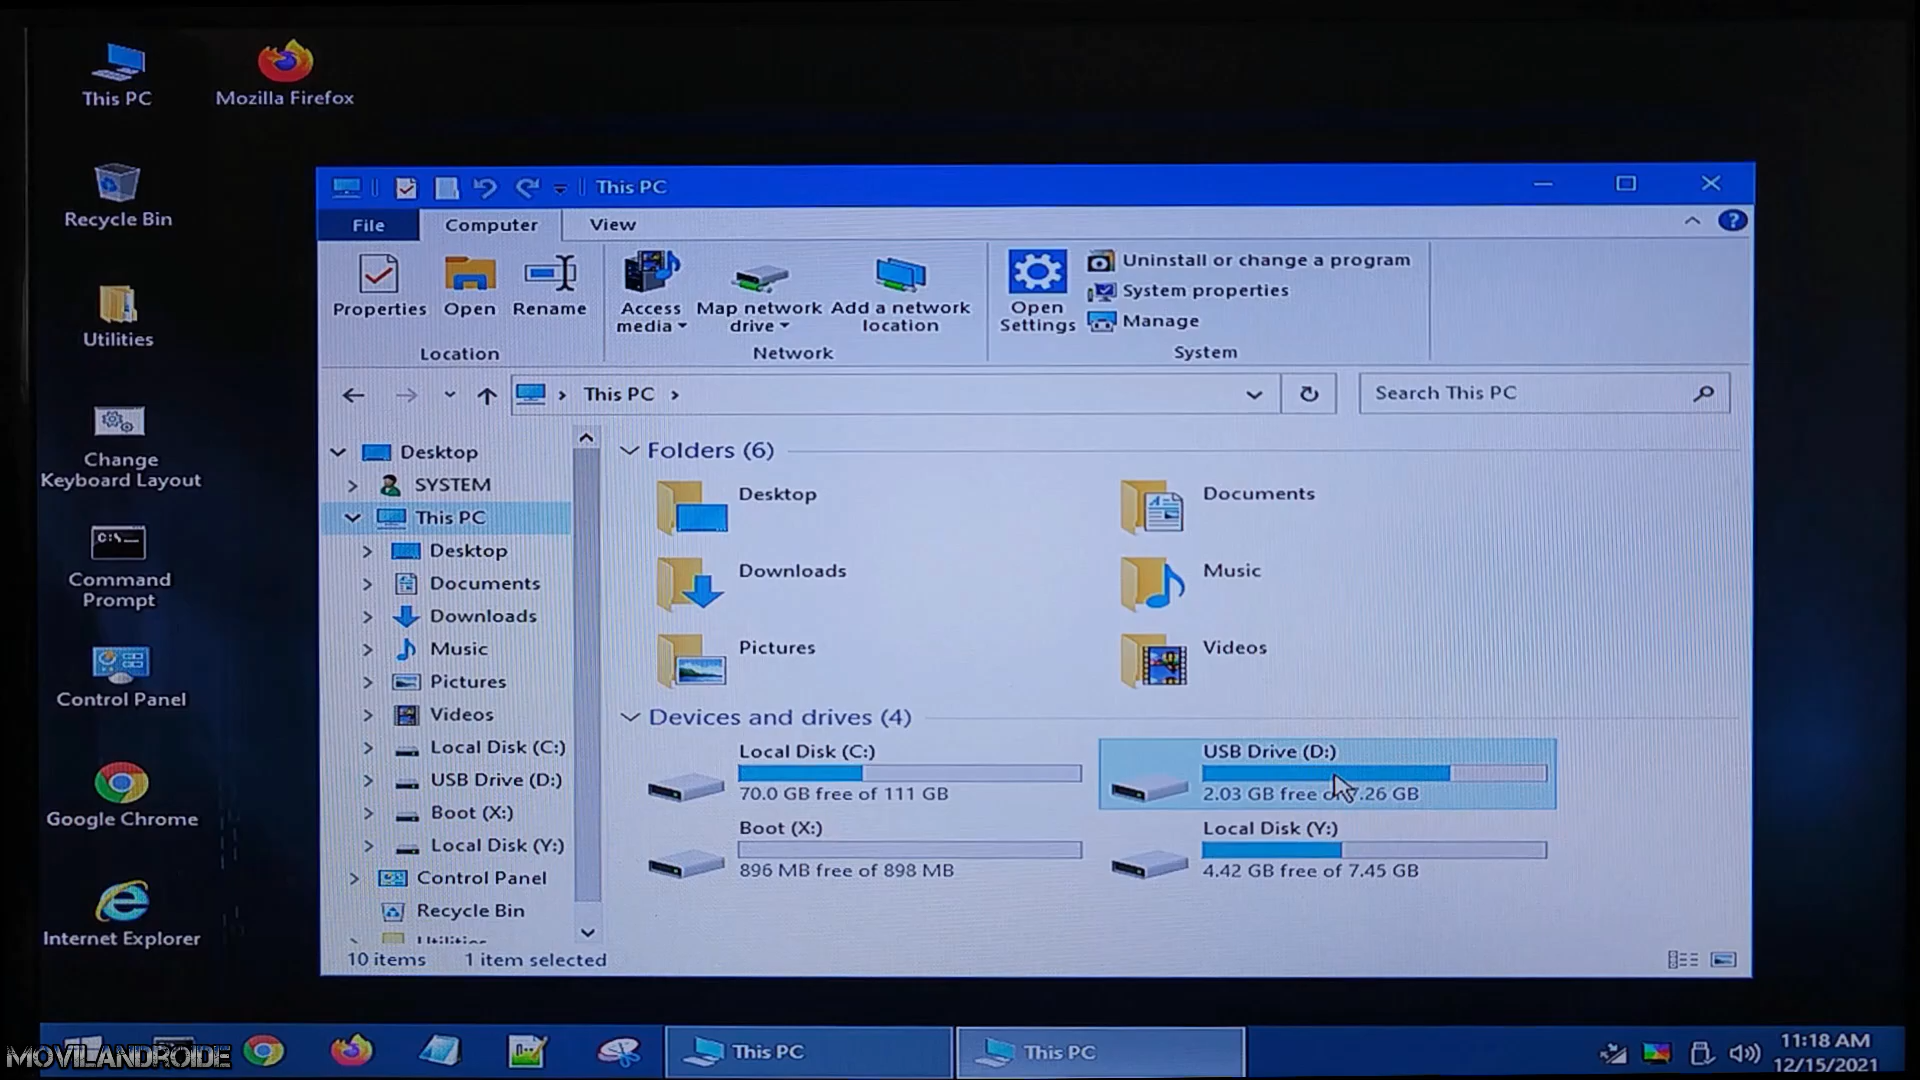 This PC
Mozilla Firefox
Recycle Bin
Utilities
Change
Keyboard Layout
C:\
Command
Prompt
Control Panel
Google Chrome
Internet Explorer
This PC
File
Computer
View
?
Properties
Open
Rename
Location
Access
media
Map network
drive
Add a network
location
Network
Open
Settings
Uninstall or change a program
System properties
Manage
System
This PC
Search This PC
Desktop
SYSTEM
This PC
Desktop
Documents
Downloads
Music
Pictures
Videos
Local Disk (C:)
USB Drive (D:)
Boot (X:)
Local Disk (Y:)
Control Panel
Recycle Bin
Utilities
Folders (6)
Desktop
Documents
Downloads
Music
Pictures
Videos
Devices and drives (4)
Local Disk (C:)
70.0 GB free of 111 GB
USB Drive (D:)
2.03 GB free of 7.26 GB
Boot (X:)
896 MB free of 898 MB
Local Disk (Y:)
4.42 GB free of 7.45 GB
10 items
1 item selected
MOVILANDROIDE
This PC
This PC
11:18 AM
12/15/2021